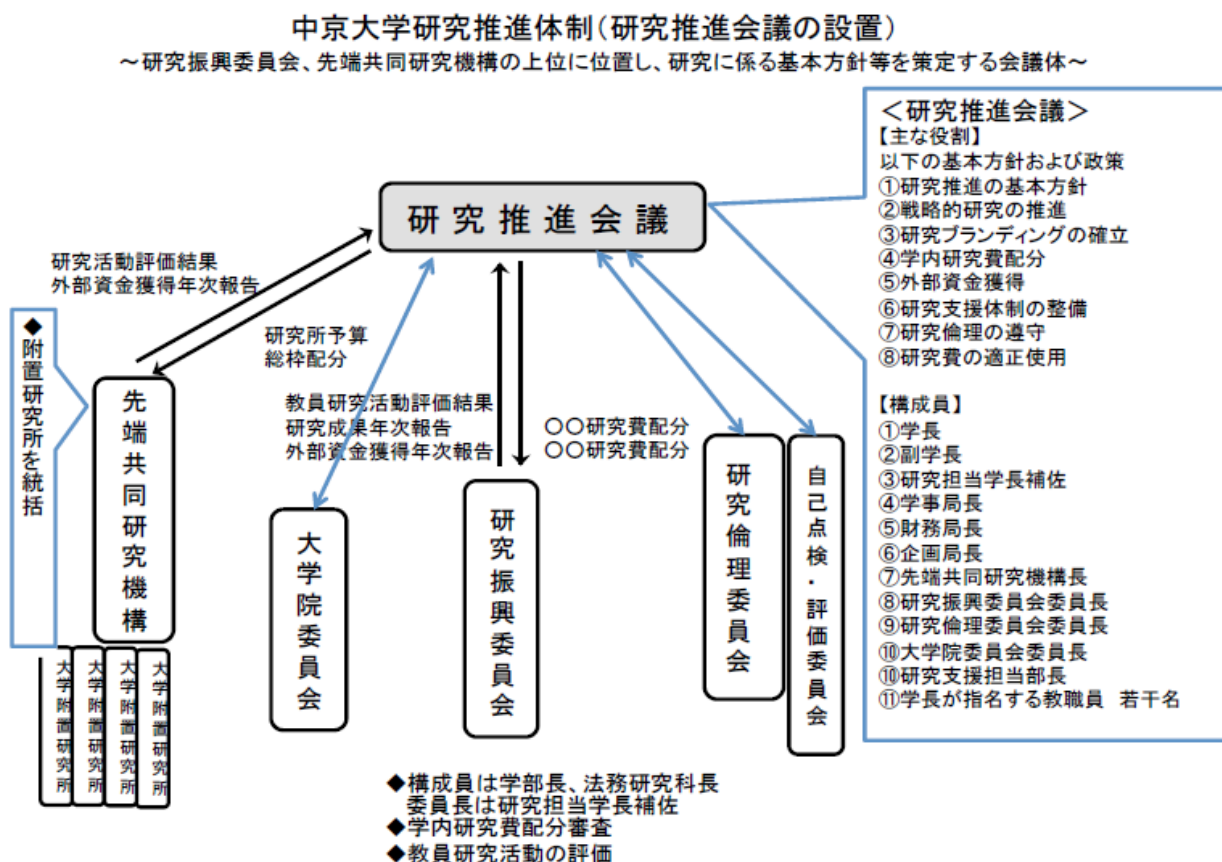 中京大学研究推進体制(研究推進会議の設置)
~研究振興委員会、先端共同研究機構の上位に位置し、研究に係る基本方針等を策定する会議体~
研究推進会議
研究活動評価結果
外部資金獲得年次報告
研究所予算
総枠配分
教員研究活動評価結果
研究成果年次報告
外部資金獲得年次報告
〇〇研究費配分
〇〇研究費配分
◆附置研究所を統括
先端共同研究機構
大学院委員会
研究振興委員会
研究倫理委員会
自己点検・評価委員会
大学附置研究所
大学附置研究所
大学附置研究所
大学附置研究所
◆構成員は学部長、法務研究科長
委員長は研究担当学長補佐
◆学内研究費配分審査
◆教員研究活動の評価
<研究推進会議>
【主な役割】
以下の基本方針および政策
①研究推進の基本方針
②戦略的研究の推進
③研究ブランディングの確立
④学内研究費配分
⑤外部資金獲得
⑥研究支援体制の整備
⑦研究倫理の遵守
⑧研究費の適正使用
【構成員】
①学長
②副学長
③研究担当学長補佐
④学事局長
⑤財務局長
⑥企画局長
⑦先端共同研究機構長
⑧研究振興委員会委員長
⑨研究倫理委員会委員長
⑩大学院委員会委員長
⑩研究支援担当部長
⑪学長が指名する教職員 若干名